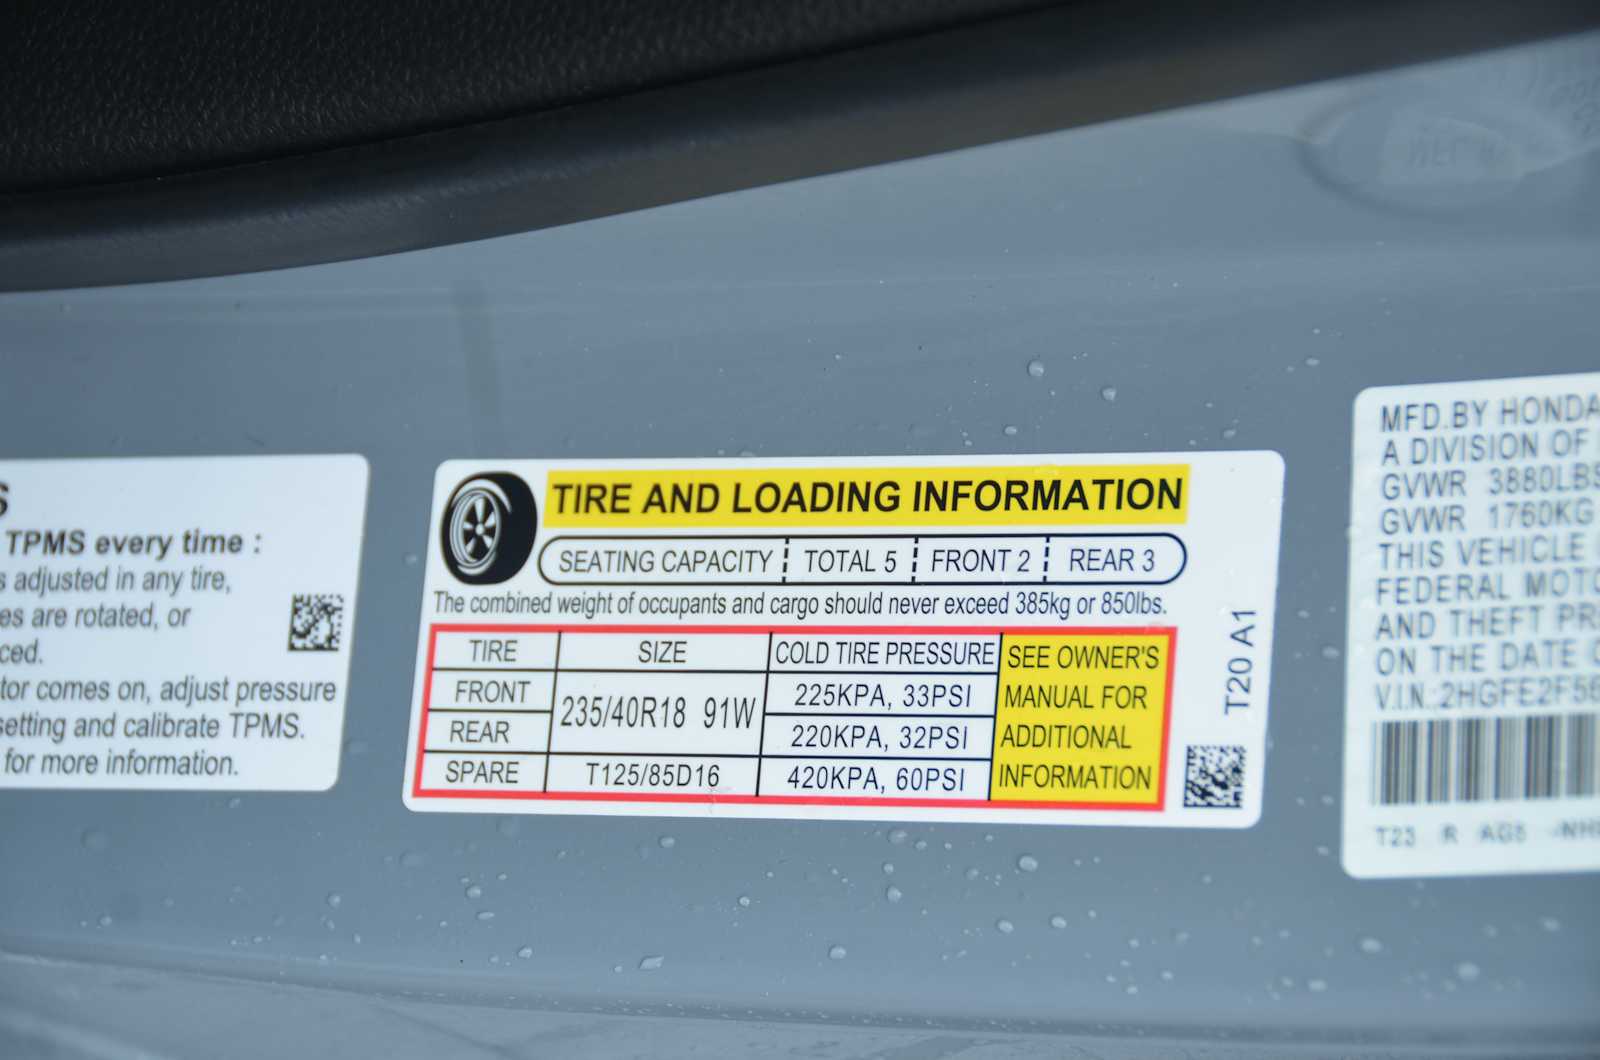 S
TPMS every time :
s adjusted in any tire,
es are rotated, or
ced.
tor comes on, adjust pressure
setting and calibrate TPMS.
for more information.
TIRE AND LOADING INFORMATION
SEATING CAPACITY TOTAL 5 FRONT 2 REAR 3
The combined weight of occupants and cargo should never exceed 385kg or 850lbs.
TIRE SIZE COLD TIRE PRESSURE
FRONT 235/40R18 91W 225KPA, 33PSI
REAR 220KPA, 32PSI
SPARE T125/85D16 420KPA, 60PSI
SEE OWNER'S
MANUAL FOR
ADDITIONAL
INFORMATION
T20 A1
MFD.BY HONDA
A DIVISION OF
GVWR 3880LBS
GVWR 1760KG
THIS VEHICLE
FEDERAL MOTO
AND THEFT PR
ON THE DATE
V.I.N.:2HGFE2F5
T23 R AG5 -NH